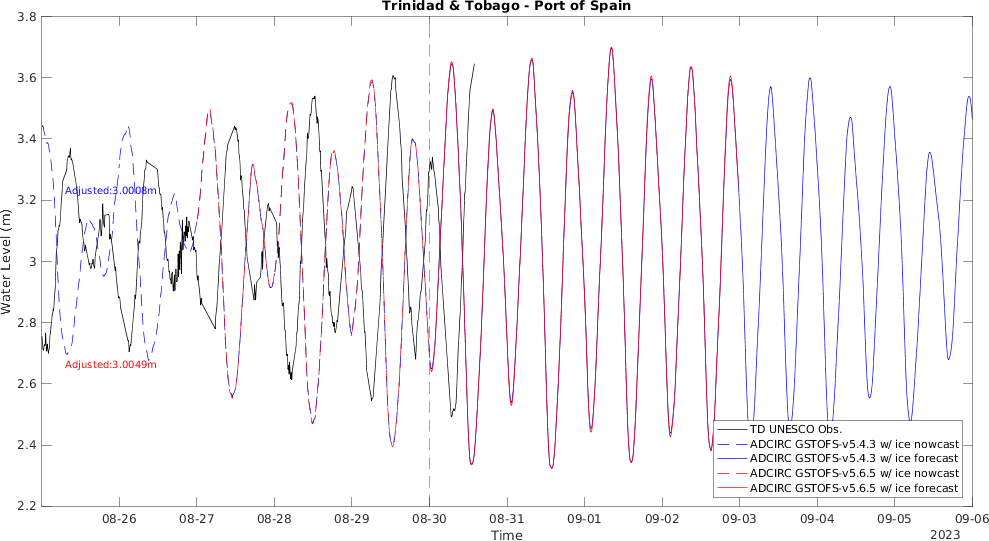 Trinidad & Tobago - Port of Spain
3.8
3.6
3.4
3.2
3
2.8
2.6
2.4
2.2
Water Level (m)
Adjusted:3.0008m
Adjusted:3.0049m
TD UNESCO Obs.
ADCIRC GSTOFS-v5.4.3 w/ ice nowcast
ADCIRC GSTOFS-v5.4.3 w/ ice forecast
ADCIRC GSTOFS-v5.6.5 w/ ice nowcast
ADCIRC GSTOFS-v5.6.5 w/ ice forecast
08-26 08-27 08-28 08-29 08-30 08-31 09-01 09-02 09-03 09-04 09-05 09-06
Time
2023